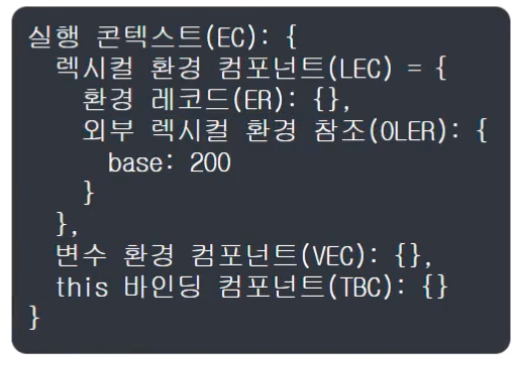 실행 콘텍스트(EC): {
렉시컬 환경 컴포넌트(LEC) = {
환경 레코드(ER): {},
외부 렉시컬 환경 참조(OLER): {
base: 200
}
},
변수 환경 컴포넌트(VEC): {},
this 바인딩 컴포넌트(TBC): {}
}